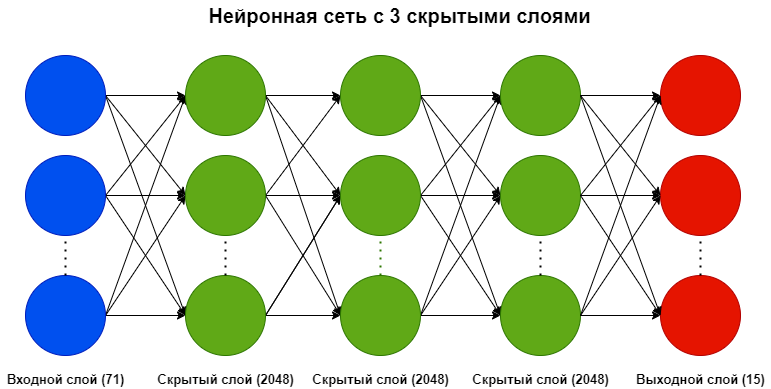 Нейронная сеть с 3 скрытыми слоями
Входной слой (71)
Скрытый слой (2048)
Скрытый слой (2048)
Скрытый слой (2048)
Выходной слой (15)